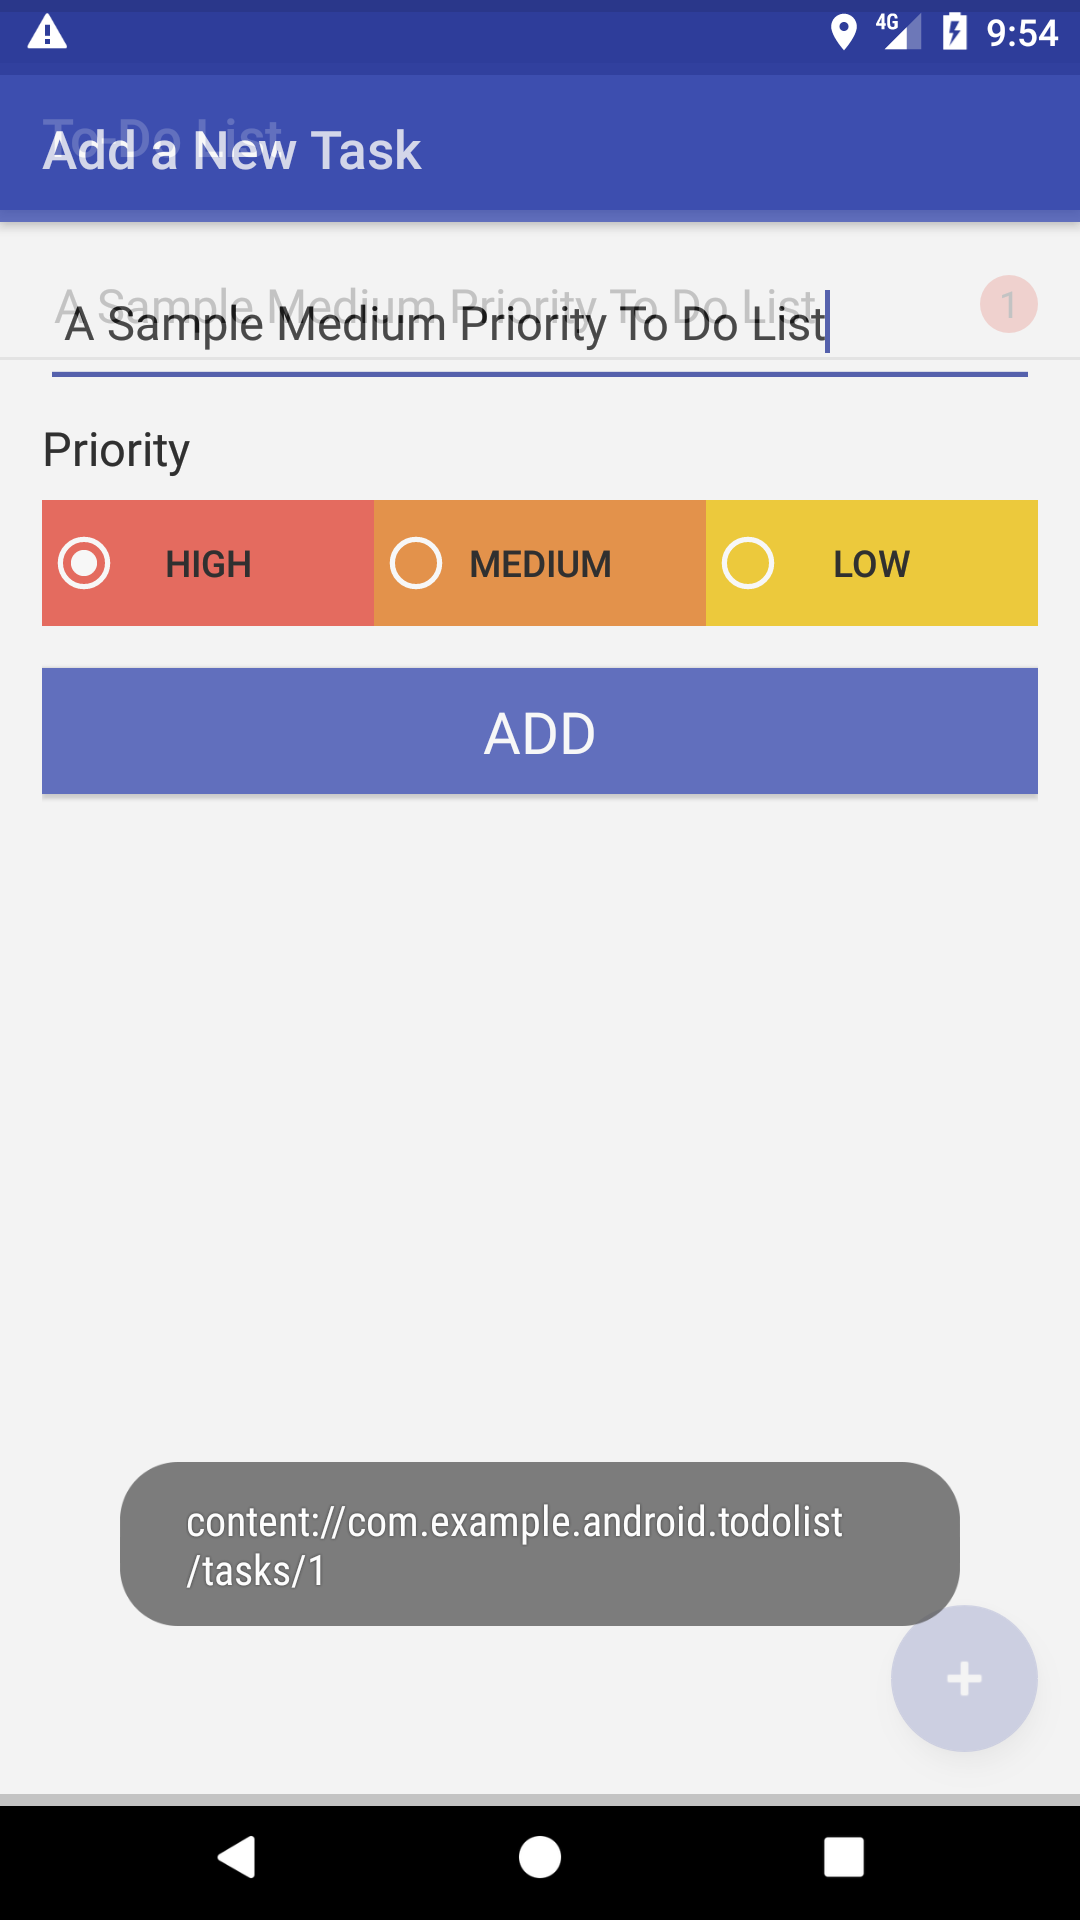 4G 9:54
To-Do List
Add a New Task
A Sample Medium Priority To Do List 1
A Sample Medium Priority To Do List
Priority
HIGH MEDIUM LOW
ADD
content://com.example.android.todolist
/tasks/1
+